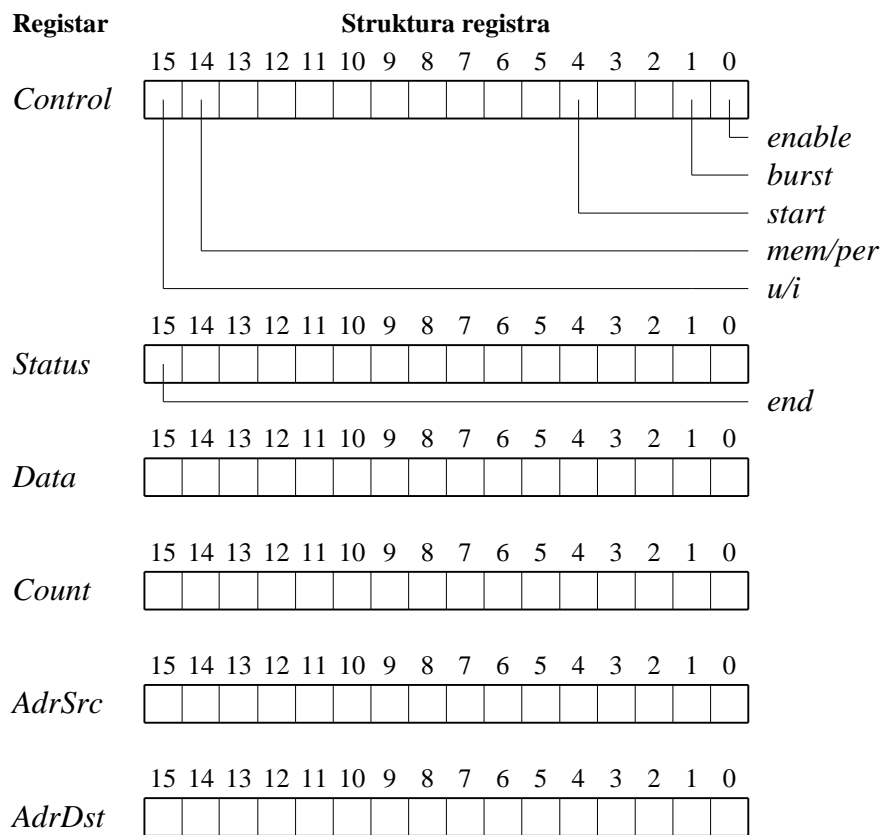 Registar Struktura registra
15 14 13 12 11 10 9 8 7 6 5 4 3 2 1 0
Control
enable
burst
start
mem/per
u/i
15 14 13 12 11 10 9 8 7 6 5 4 3 2 1 0
Status
end
15 14 13 12 11 10 9 8 7 6 5 4 3 2 1 0
Data
15 14 13 12 11 10 9 8 7 6 5 4 3 2 1 0
Count
15 14 13 12 11 10 9 8 7 6 5 4 3 2 1 0
AdrSrc
15 14 13 12 11 10 9 8 7 6 5 4 3 2 1 0
AdrDst